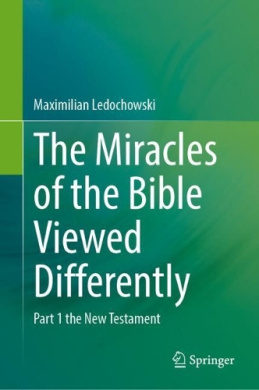 Maximilian Ledochowski
The Miracles
of the Bible
Viewed
Differently
Part 1 the New Testament
Springer